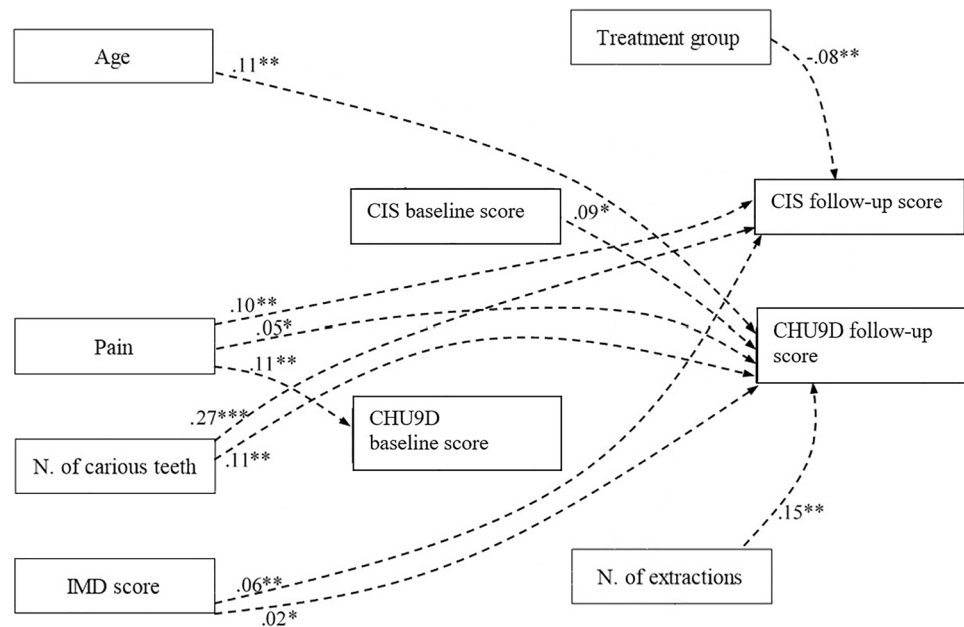 Treatment group
Age
.11**
-.08**
CIS baseline score
.09*
CIS follow-up score
.10**
.05*
Pain
.11**
CHU9D follow-up
score
CHU9D
baseline score
.27***
N. of carious teeth
.11**
.15**
IMD score
.06**
.02*
N. of extractions